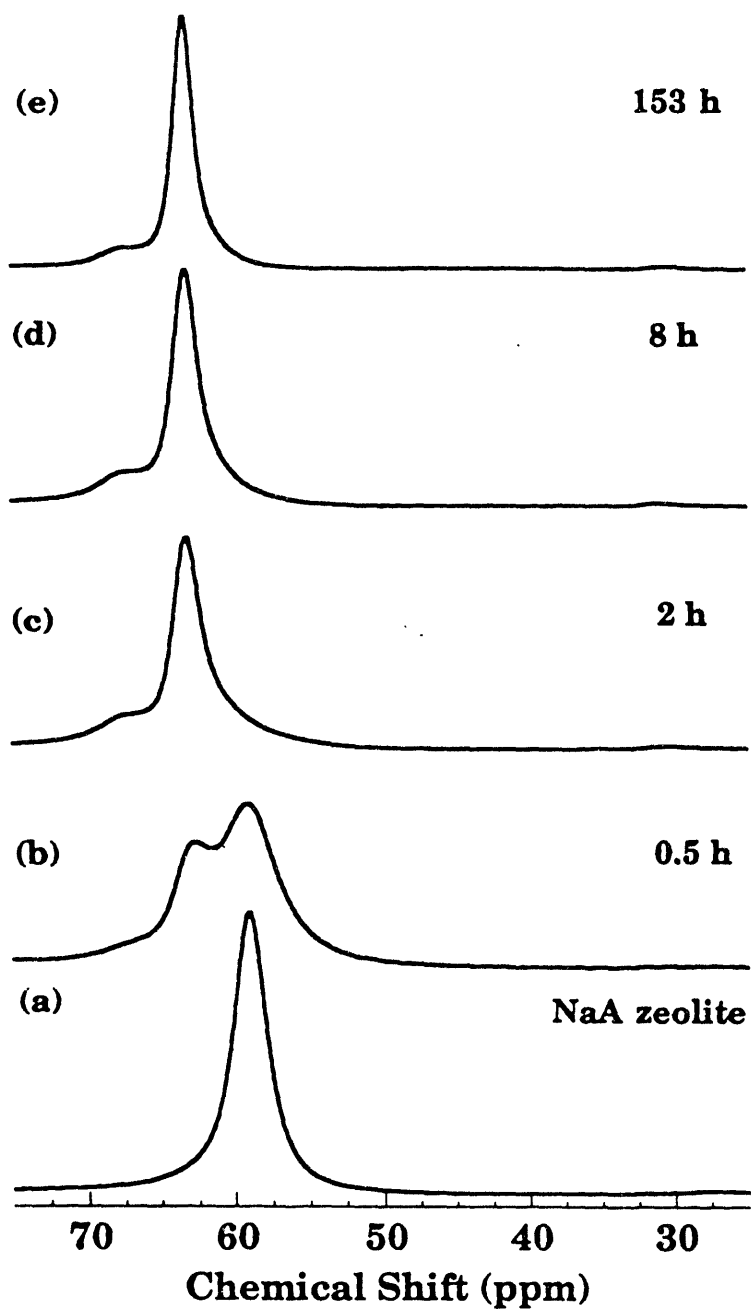 (e) 153 h
(d) 8 h
(c) 2 h
(b) 0.5 h
(a) NaA zeolite
70 60 50 40 30
Chemical Shift (ppm)